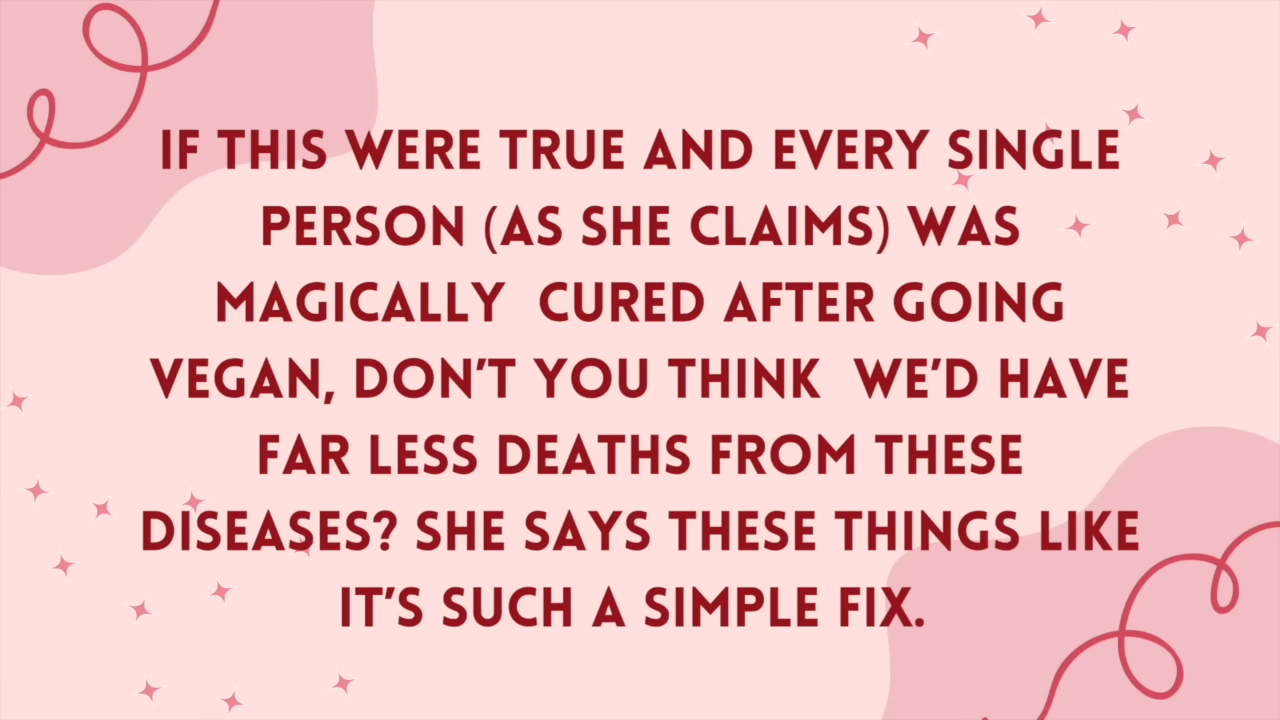 IF THIS WERE TRUE AND EVERY SINGLE
PERSON (AS SHE CLAIMS) WAS
MAGICALLY CURED AFTER GOING
VEGAN, DON'T YOU THINK WE'D HAVE
FAR LESS DEATHS FROM THESE
DISEASES? SHE SAYS THESE THINGS LIKE
IT'S SUCH A SIMPLE FIX.